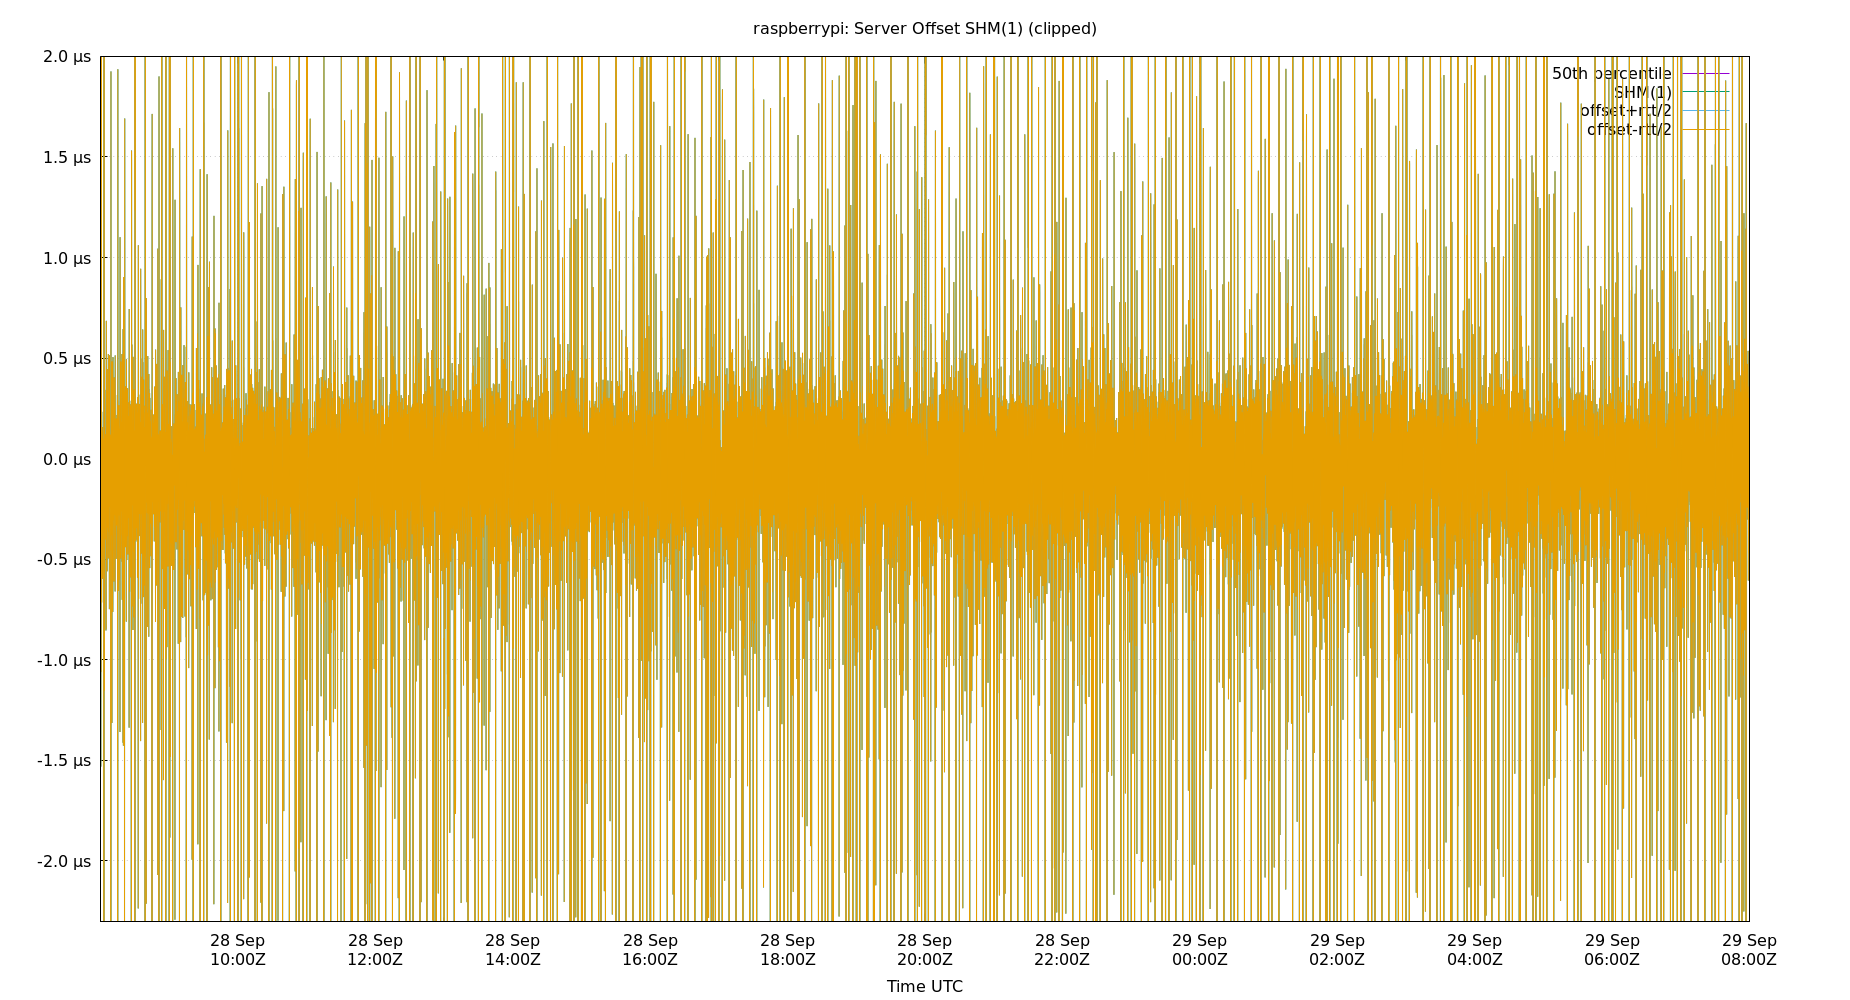 raspberrypi: Server Offset SHM(1) (clipped)
2.0 μs
1.5 μs
1.0 μs
0.5 μs
0.0 μs
-0.5 μs
-1.0 μs
-1.5 μs
-2.0 μs
50th percentile
SHM(1)
offset+rtt/2
offset-rtt/2
28 Sep 28 Sep 28 Sep 28 Sep 28 Sep 28 Sep 28 Sep 29 Sep 29 Sep 29 Sep 29 Sep 29 Sep
10:00Z 12:00Z 14:00Z 16:00Z 18:00Z 20:00Z 22:00Z 00:00Z 02:00Z 04:00Z 06:00Z 08:00Z
Time UTC